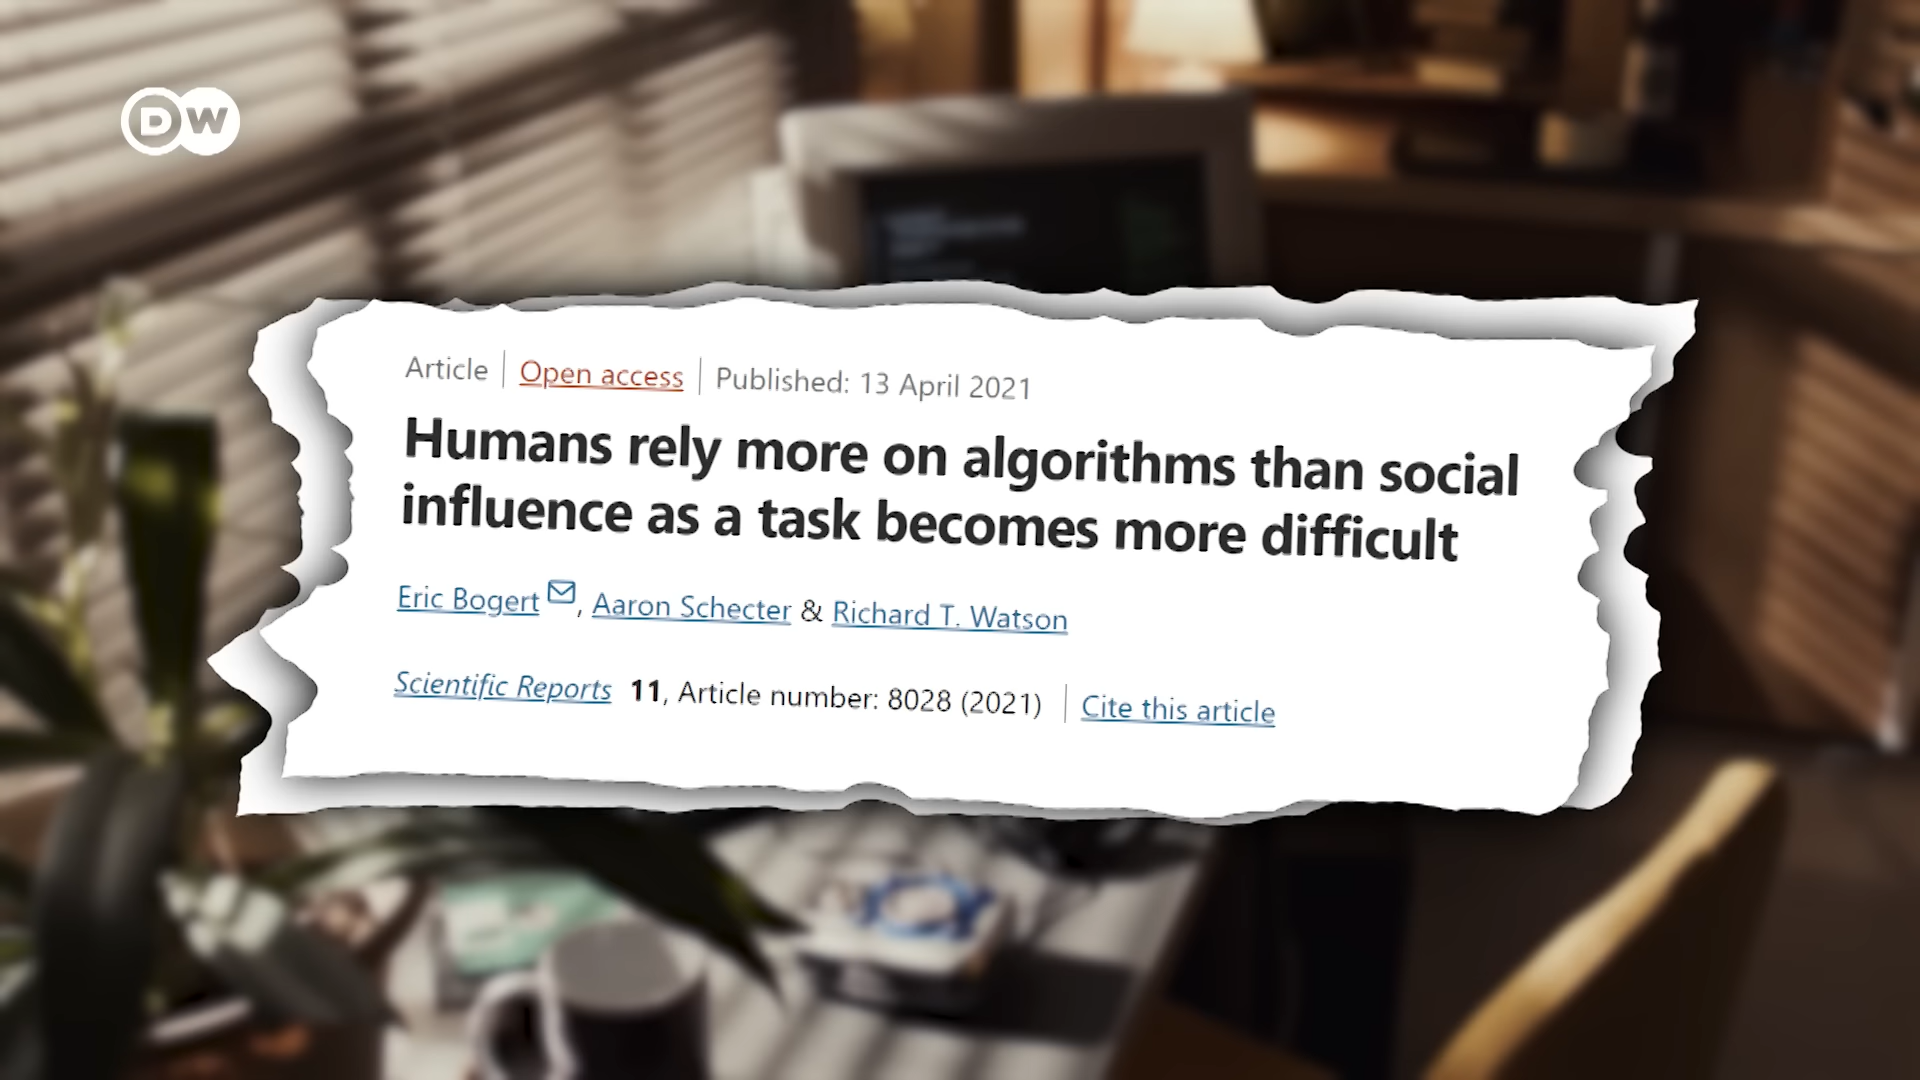 DW
Article | Open access | Published: 13 April 2021
Humans rely more on algorithms than social
influence as a task becomes more difficult
Eric Bogert, Aaron Schecter & Richard T. Watson
Scientific Reports 11, Article number: 8028 (2021) | Cite this article